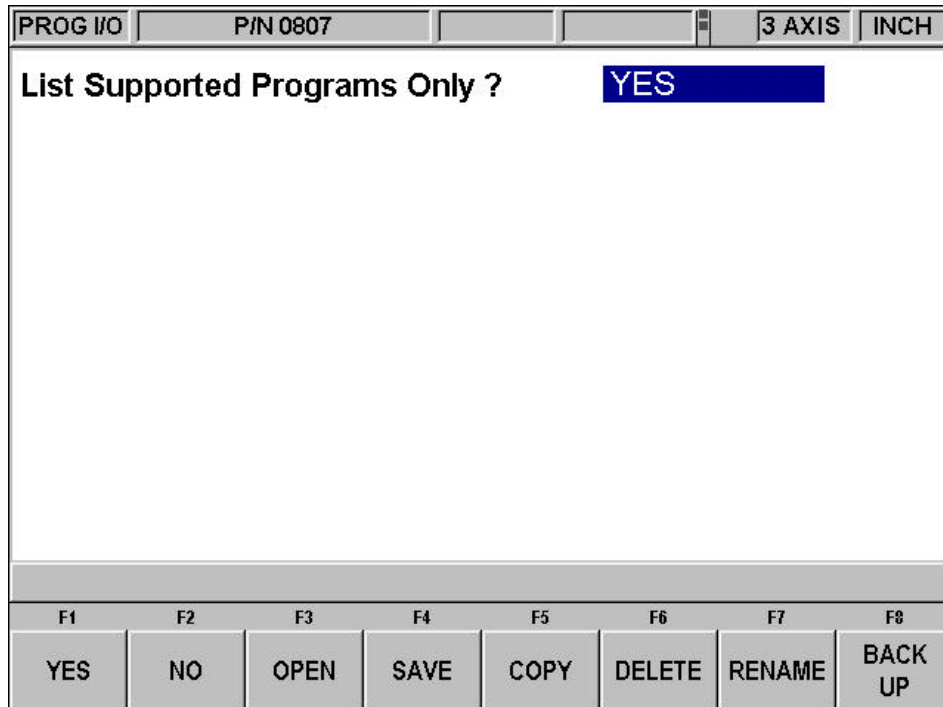 PROG I/O P/N 0807 3 AXIS INCH
List Supported Programs Only ? YES
F1 F2 F3 F4 F5 F6 F7 F8
YES NO OPEN SAVE COPY DELETE RENAME BACK
UP